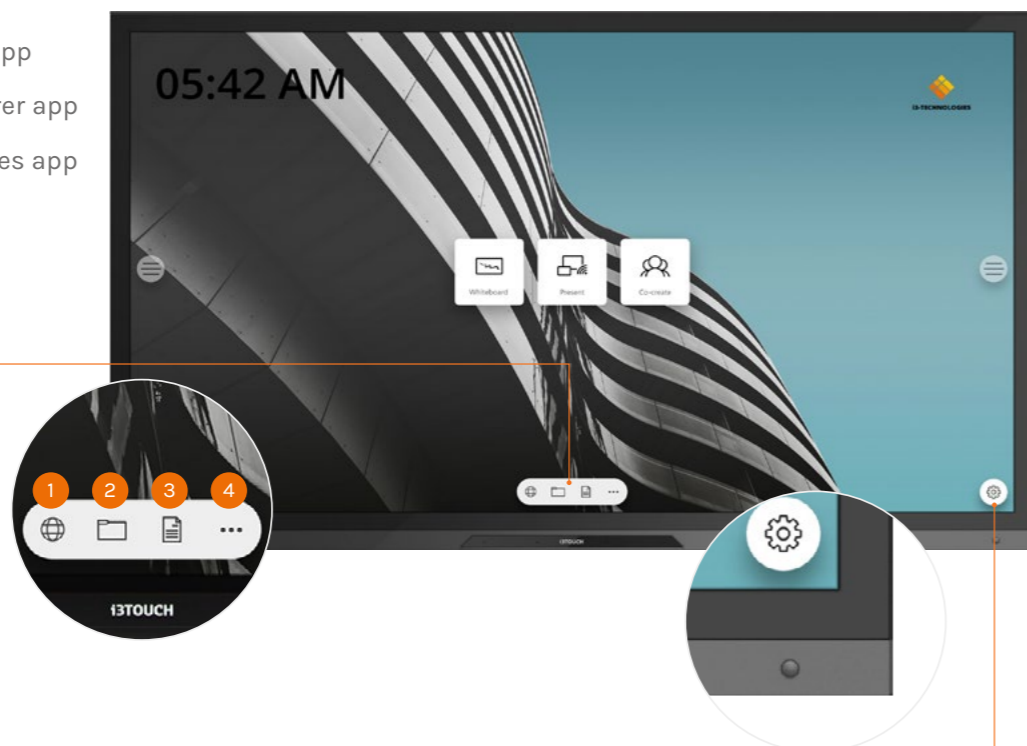 pp
er app
es app
05:42 AM
i3-TECHNOLOGIES
Whiteboard
Present
Co-create
1
2
3
4
i3TOUCH
i3TOUCH